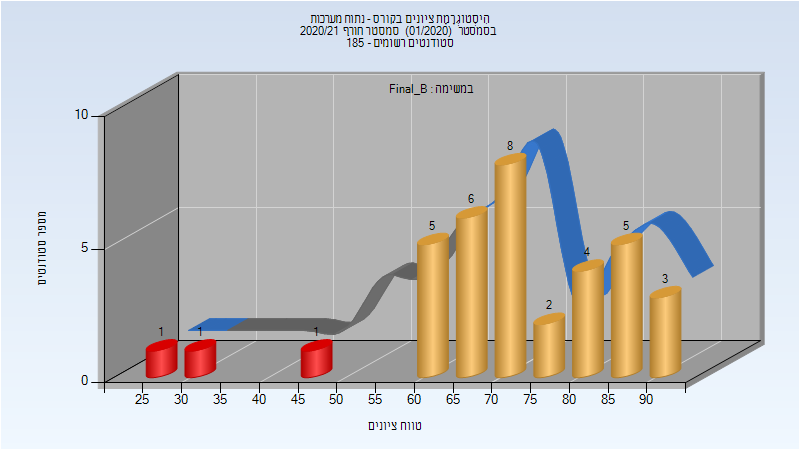 היסטוגרמת ציונים בקורס - נתוח מערכות
בסמסטר (01/2020) סמסטר חורף 2020/21
סטודנטים רשומים - 185
במשימה : Final_B
מספר סטודנטים
10
5
0
1
1
1
5
6
8
2
4
5
3
25 30 35 40 45 50 55 60 65 70 75 80 85 90
טווח ציונים